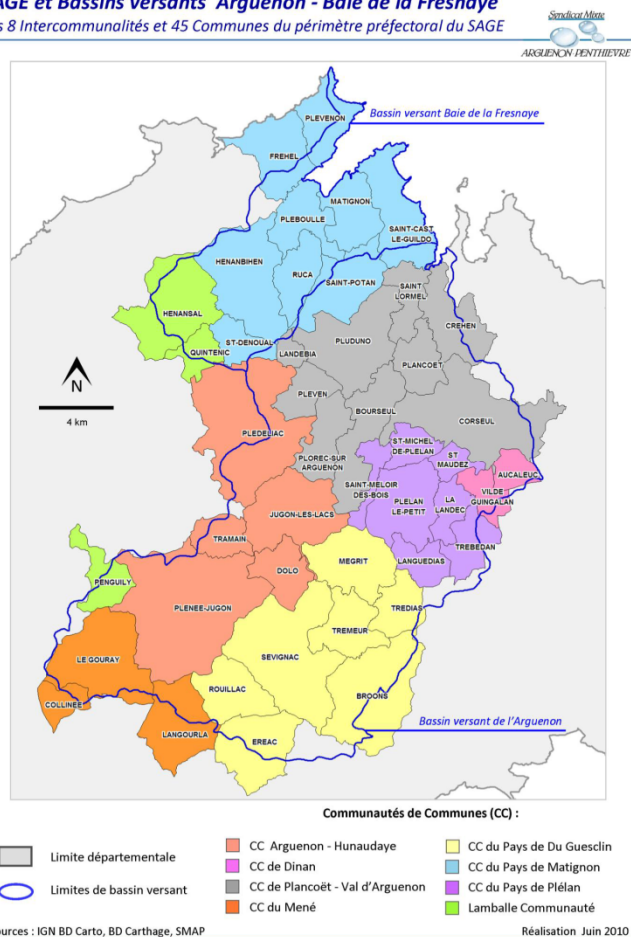 SAGE et Bassins versants Arguenon - Baie de la Fresnaye
8 Intercommunalités et 45 Communes du périmètre préfectoral du SAGE
Syndicat Mixte
ARGUENON PENTHIEVRE
Bassin versant Baie de la Fresnaye
PLEVENON
FREHEL
MATIGNON
PLEBOULLE
SAINT-CAST
LE-GUILDO
HENANBIHEN
RUCA
SAINT-POTAN
SAINT
LORMEL
HENANSAL
CREHEN
ST-DENOUAL
PLUDUNO
QUINTENIC
LANDEBIA
PLANCOET
N
4 km
PLEVEN
BOURSEUL
CORSEUL
PLEDELIAC
ST-MICHEL
DE-PLELAN
ST
MAUDEZ
PLOREC-SUR
ARGUENON
AUCALEUC
SAINT-MELOIR
DES-BOIS
VILDE
GUINGALAN
PLELAN
LE-PETIT
LA
LANDEC
JUGON-LES-LACS
TRAMAIN
TREBEDAN
MEGRIT
LANGUEDIAS
DOLO
PENGUILY
PLENEE-JUGON
TREDIAS
TREMEUR
LE GOURAY
SEVIGNAC
ROUILLAC
BROONS
COLLINEE
Bassin versant de l'Arguenon
LANGOURLA
EREAC
Communautés de Communes (CC) :
Limite départementale
Limites de bassin versant
CC Arguenon - Hunaudaye
CC de Dinan
CC de Plancoët - Val d'Arguenon
CC du Mené
CC du Pays de Du Guesclin
CC du Pays de Matignon
CC du Pays de Plélan
Lamballe Communauté
ources : IGN BD Carto, BD Carthage, SMAP
Réalisation Juin 2010